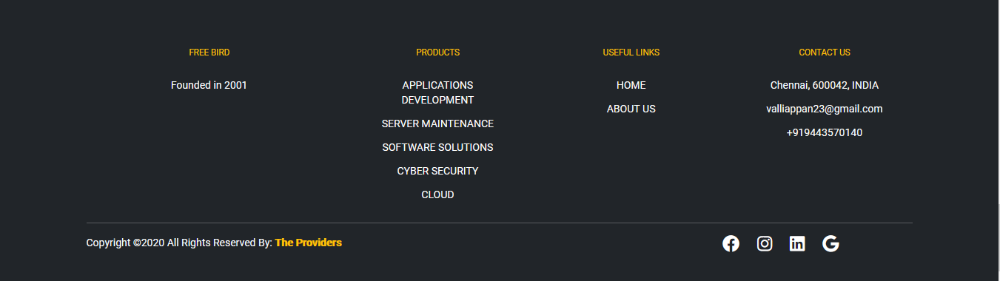 FREE BIRD
Founded in 2001
PRODUCTS
APPLICATIONS
DEVELOPMENT
SERVER MAINTENANCE
SOFTWARE SOLUTIONS
CYBER SECURITY
CLOUD
USEFUL LINKS
HOME
ABOUT US
CONTACT US
Chennai, 600042, INDIA
valliappan23@gmail.com
+919443570140
Copyright ©2020 All Rights Reserved By: The Providers